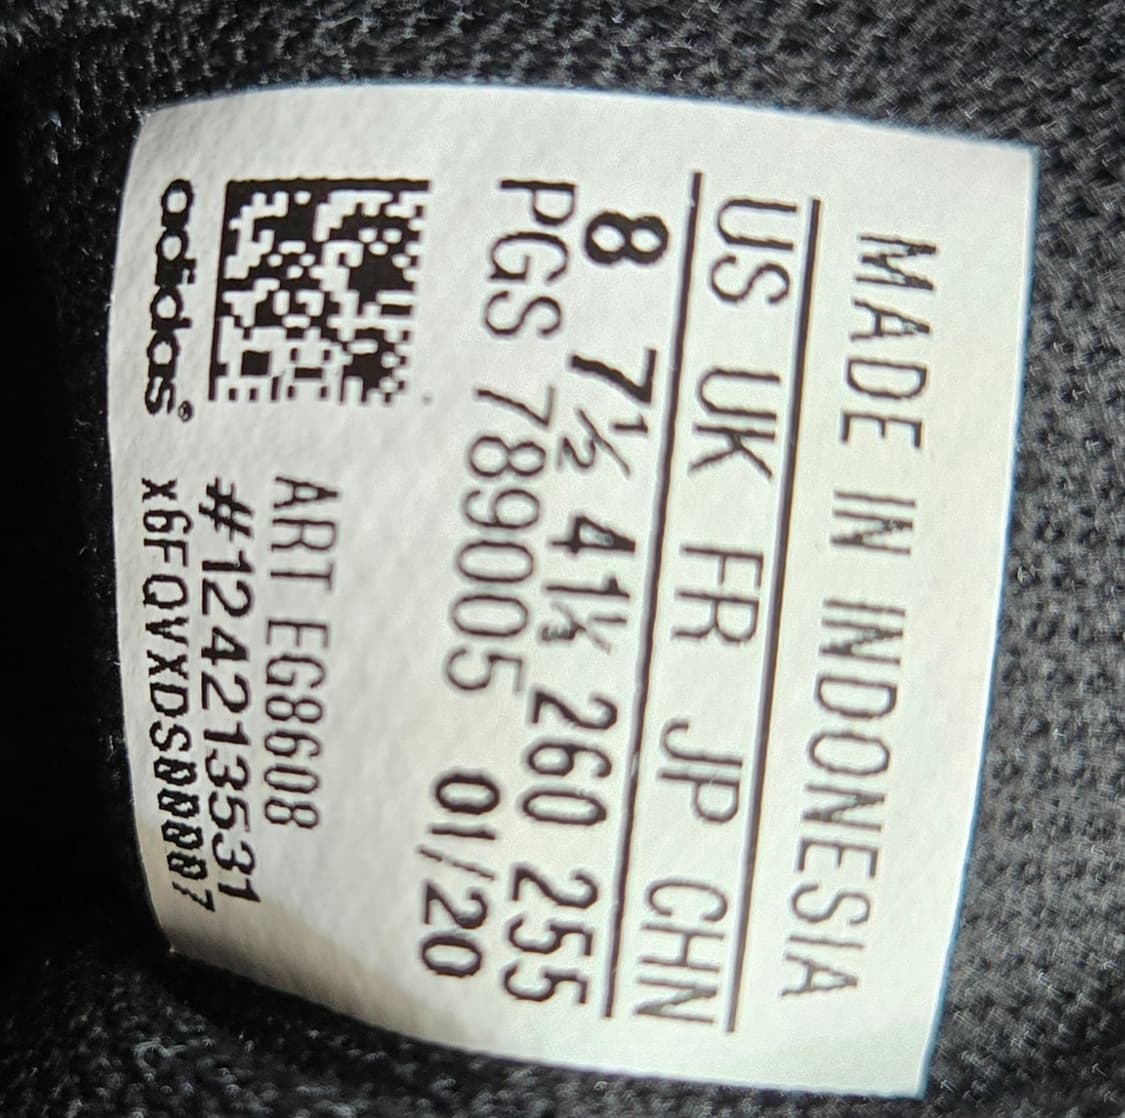 MADE IN INDONESIA
US UK FR JP CHN
8 7½ 41⅓ 260 255
PGS 789005 01/20
ART EG8608
#124213531
adidas® x6FQVXDS00007